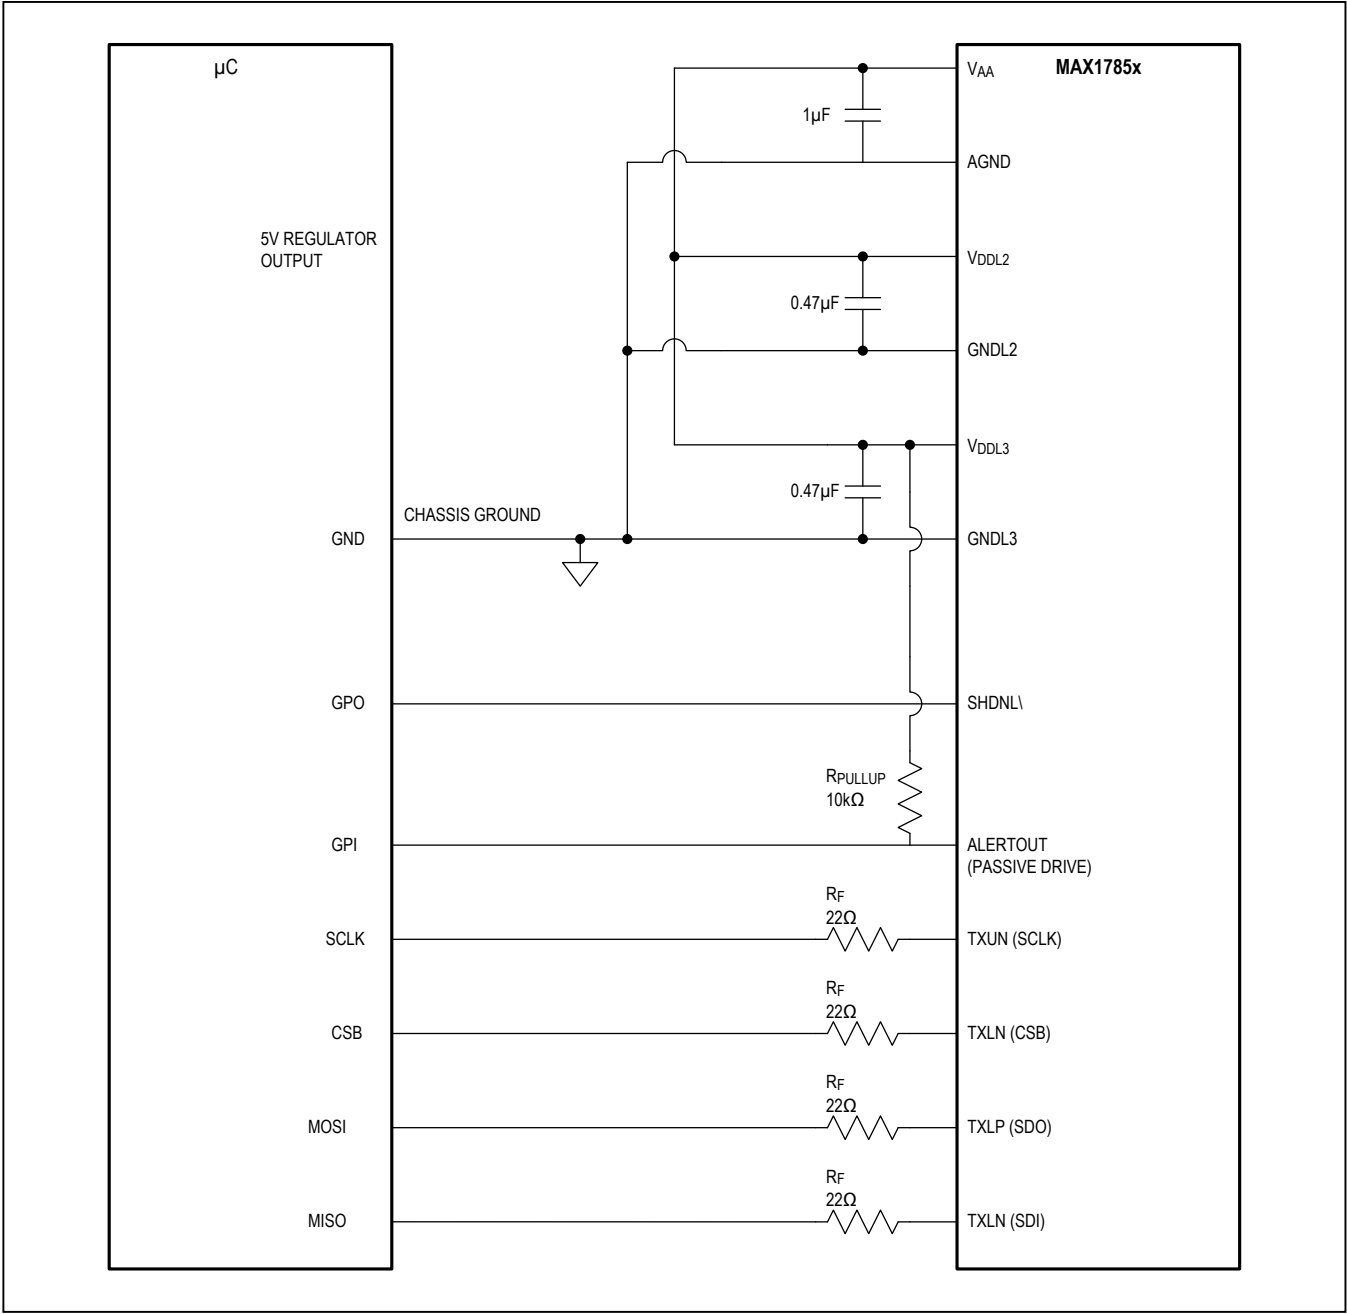 µC
MAX1785x
VAA
1µF
AGND
5V REGULATOR
OUTPUT
VDDL2
0.47µF
GNDL2
VDDL3
0.47µF
CHASSIS GROUND
GND
GNDL3
GPO
SHDNL\
RPULLUP
10kΩ
GPI
ALERTOUT
(PASSIVE DRIVE)
RF
22Ω
SCLK
TXUN (SCLK)
RF
22Ω
CSB
TXLN (CSB)
RF
22Ω
MOSI
TXLP (SDO)
RF
22Ω
MISO
TXLN (SDI)